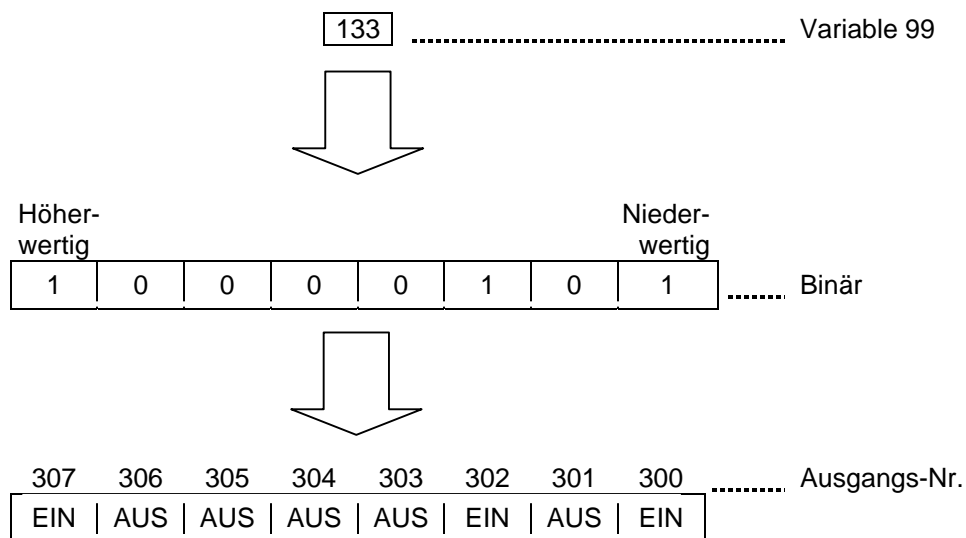 133 Variable 99
Höher- Nieder-
wertig wertig
1 0 0 0 0 1 0 1 Binär
307 306 305 304 303 302 301 300 Ausgangs-Nr.
EIN AUS AUS AUS AUS EIN AUS EIN